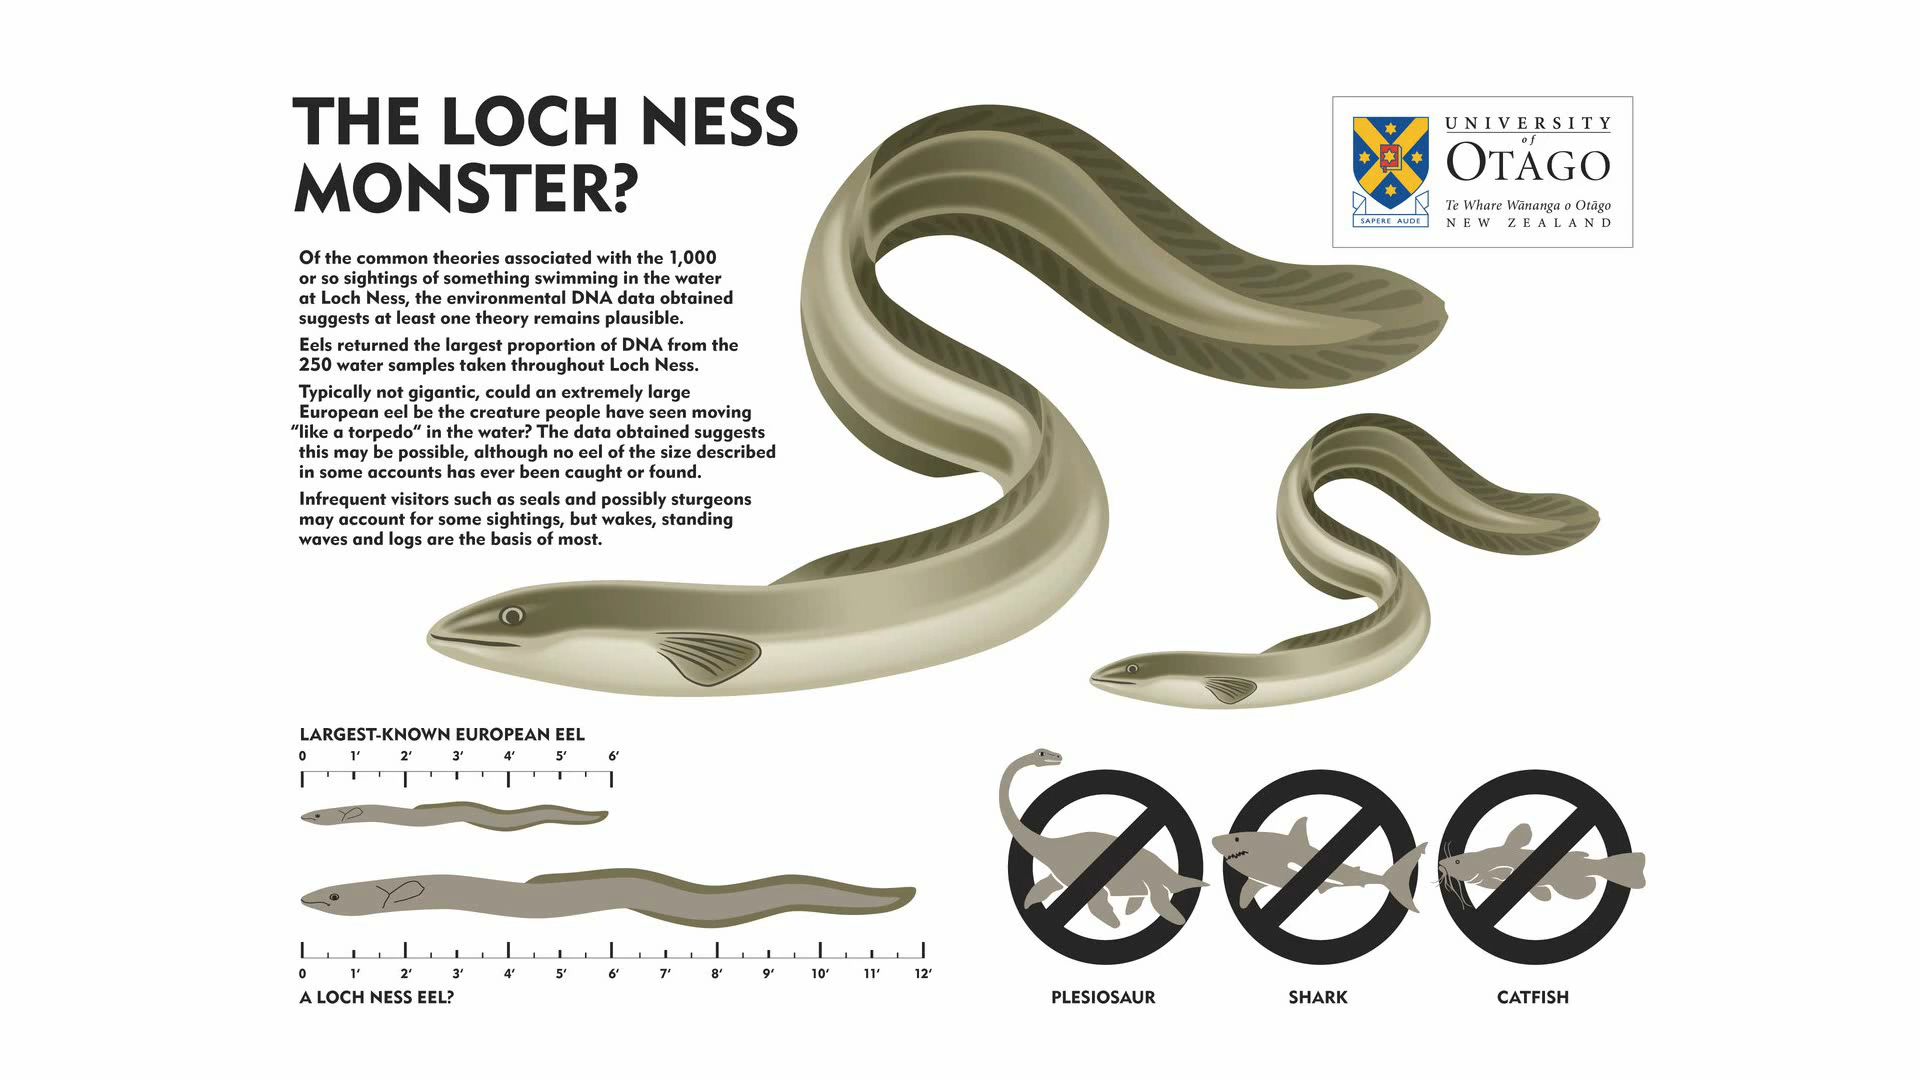 THE LOCH NESS
MONSTER?
Of the common theories associated with the 1,000
or so sightings of something swimming in the water
at Loch Ness, the environmental DNA data obtained
suggests at least one theory remains plausible.
Eels returned the largest proportion of DNA from the
250 water samples taken throughout Loch Ness.
Typically not gigantic, could an extremely large
European eel be the creature people have seen moving
“like a torpedo“ in the water? The data obtained suggests
this may be possible, although no eel of the size described
in some accounts has ever been caught or found.
Infrequent visitors such as seals and possibly sturgeons
may account for some sightings, but wakes, standing
waves and logs are the basis of most.
UNIVERSITY
of
OTAGO
Te Whare Wānanga o Otāgo
NEW ZEALAND
SAPERE AUDE
LARGEST-KNOWN EUROPEAN EEL
0 1′ 2′ 3′ 4′ 5′ 6′
0 1′ 2′ 3′ 4′ 5′ 6′ 7′ 8′ 9′ 10′ 11′ 12′
A LOCH NESS EEL?
PLESIOSAUR
SHARK
CATFISH